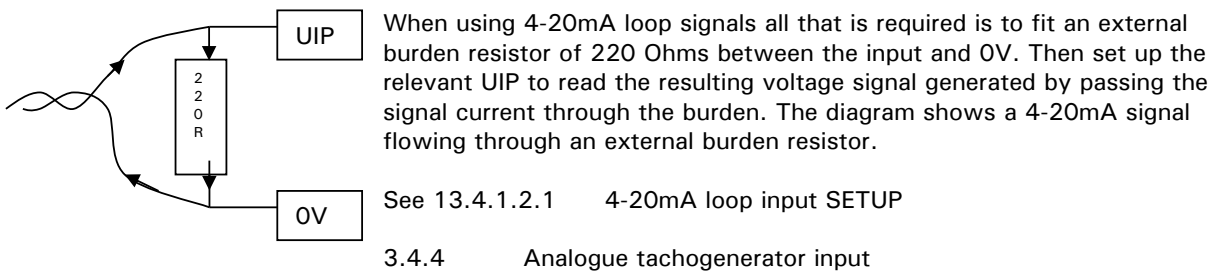 UIP
2
2
0
R
0V
When using 4-20mA loop signals all that is required is to fit an external
burden resistor of 220 Ohms between the input and 0V. Then set up the
relevant UIP to read the resulting voltage signal generated by passing the
signal current through the burden. The diagram shows a 4-20mA signal
flowing through an external burden resistor.
See 13.4.1.2.1 4-20mA loop input SETUP
3.4.4 Analogue tachogenerator input